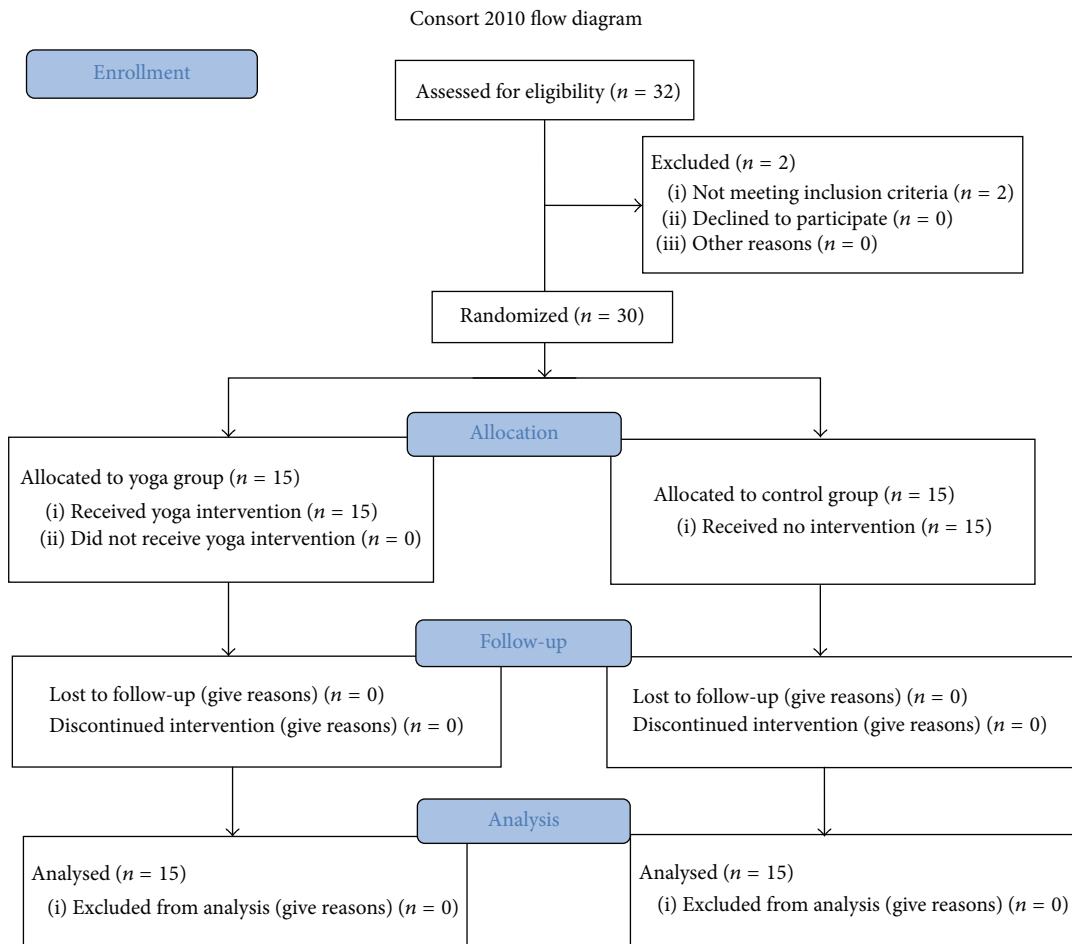 Consort 2010 flow diagram
Enrollment
Assessed for eligibility (n = 32)
Excluded (n = 2)
(i) Not meeting inclusion criteria (n = 2)
(ii) Declined to participate (n = 0)
(iii) Other reasons (n = 0)
Randomized (n = 30)
Allocation
Allocated to yoga group (n = 15)
(i) Received yoga intervention (n = 15)
(ii) Did not receive yoga intervention (n = 0)
Allocated to control group (n = 15)
(i) Received no intervention (n = 15)
Follow-up
Lost to follow-up (give reasons) (n = 0)
Discontinued intervention (give reasons) (n = 0)
Lost to follow-up (give reasons) (n = 0)
Discontinued intervention (give reasons) (n = 0)
Analysis
Analysed (n = 15)
(i) Excluded from analysis (give reasons) (n = 0)
Analysed (n = 15)
(i) Excluded from analysis (give reasons) (n = 0)